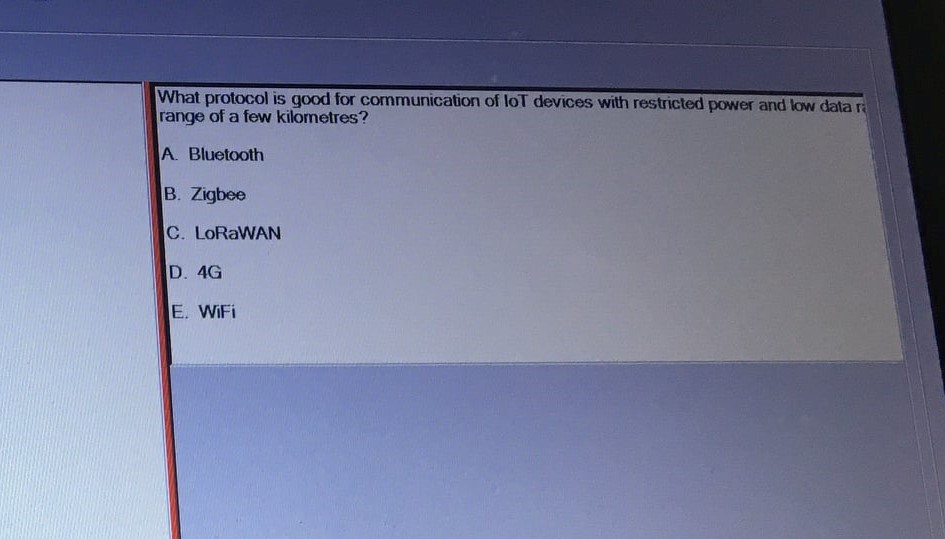 What protocol is good for communication of IoT devices with restricted power and low data
range of a few kilometres?
A. Bluetooth
B. Zigbee
C. LoRaWAN
D. 4G
E. WiFi